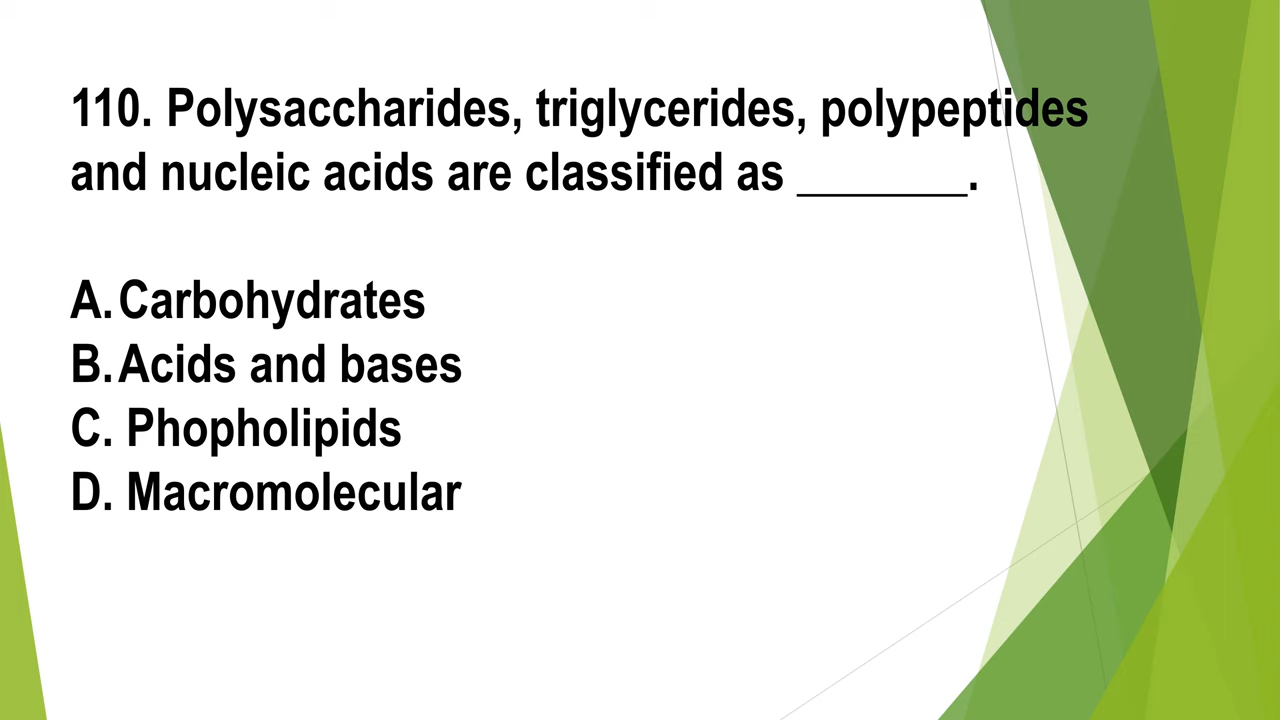 110. Polysaccharides, triglycerides, polypeptides
and nucleic acids are classified as _______.
A. Carbohydrates
B. Acids and bases
C. Phopholipids
D. Macromolecular